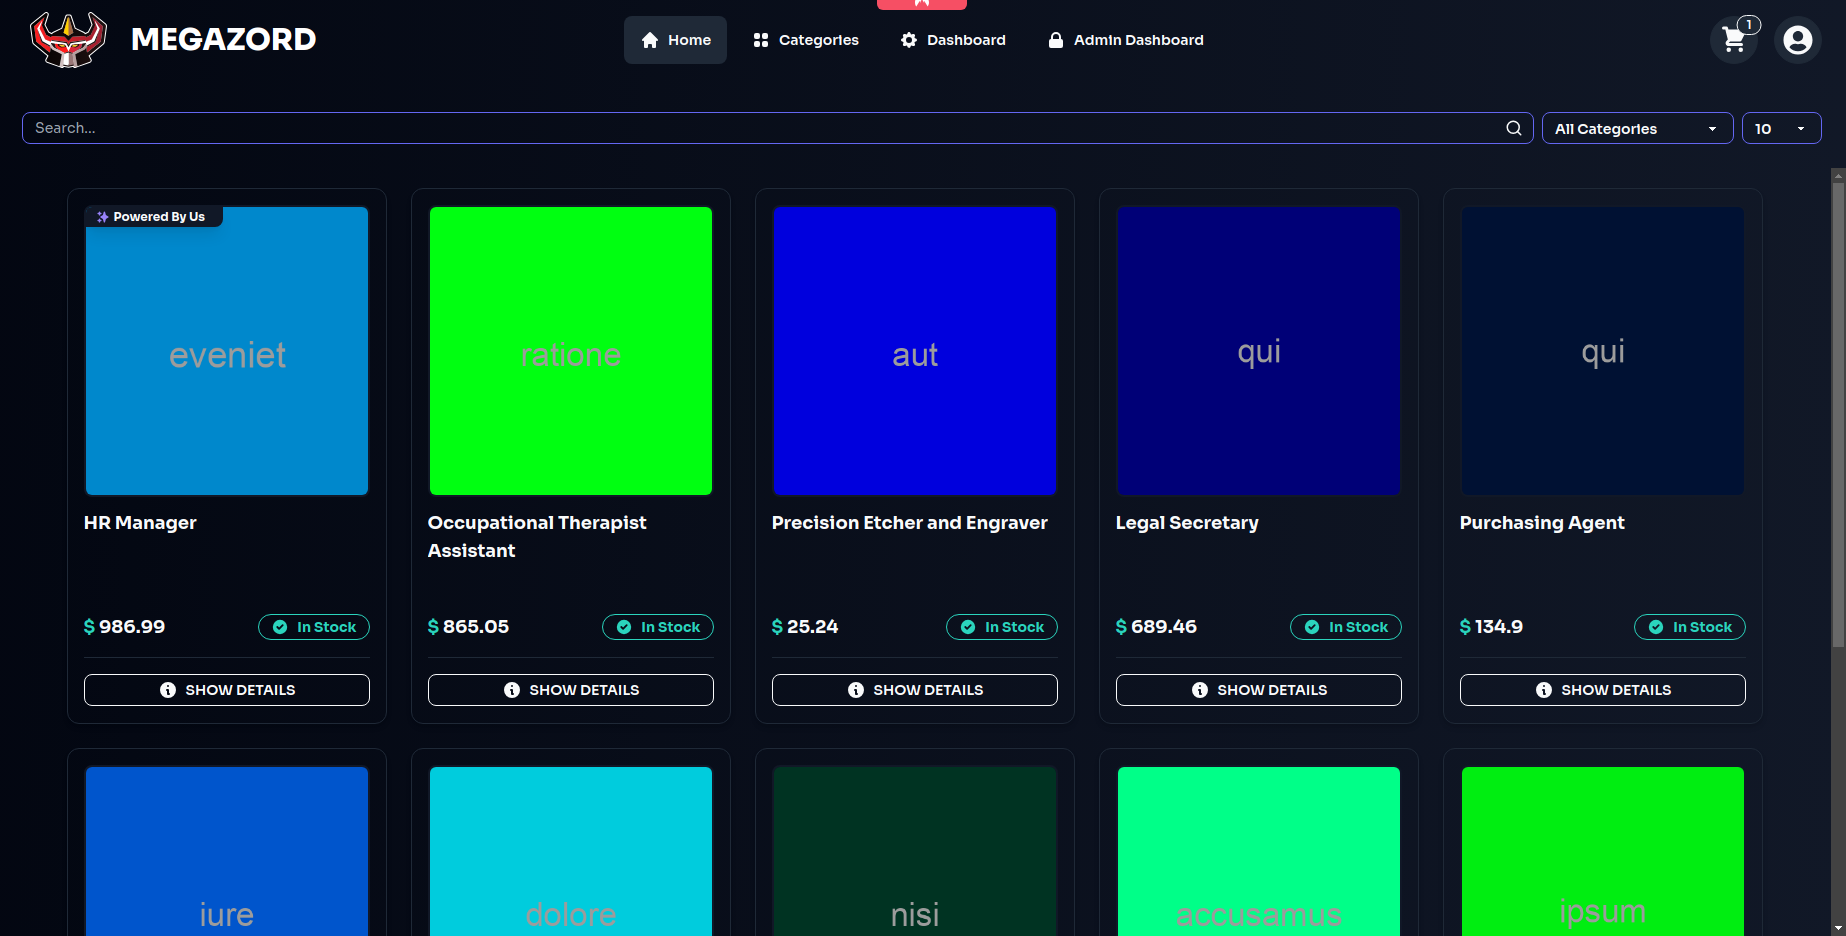 MEGAZORD
Home
Categories
Dashboard
Admin Dashboard
1
Search...
All Categories
10
Powered By Us
eveniet
ratione
aut
qui
qui
HR Manager
Occupational Therapist
Assistant
Precision Etcher and Engraver
Legal Secretary
Purchasing Agent
$ 986.99
In Stock
$ 865.05
In Stock
$ 25.24
In Stock
$ 689.46
In Stock
$ 134.9
In Stock
SHOW DETAILS
SHOW DETAILS
SHOW DETAILS
SHOW DETAILS
SHOW DETAILS
iure
dolore
nisi
accusamus
ipsum